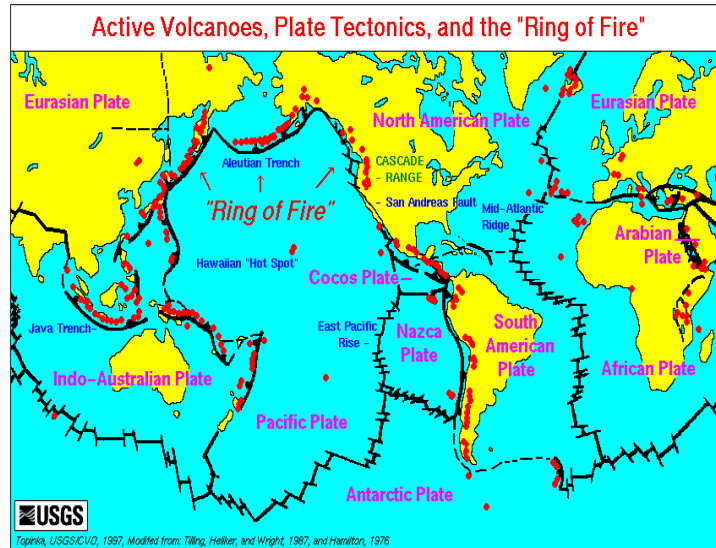 Active Volcanoes, Plate Tectonics, and the "Ring of Fire"
Eurasian Plate
North American Plate
Eurasian Plate
Aleutian Trench
CASCADE
- RANGE
"Ring of Fire"
- San Andreas Fault
Mid-Atlantic
Ridge
Arabian
Plate
Hawaiian "Hot Spot"
Cocos Plate-
Java Trench-
East Pacific
Rise -
Nazca
Plate
South
American
Plate
Indo-Australian Plate
African Plate
Pacific Plate
Antarctic Plate
USGS
Topinka, USGS/CVO, 1997, Modifed from: Tilling, Heliker, and Wright, 1987, and Hamilton, 1976